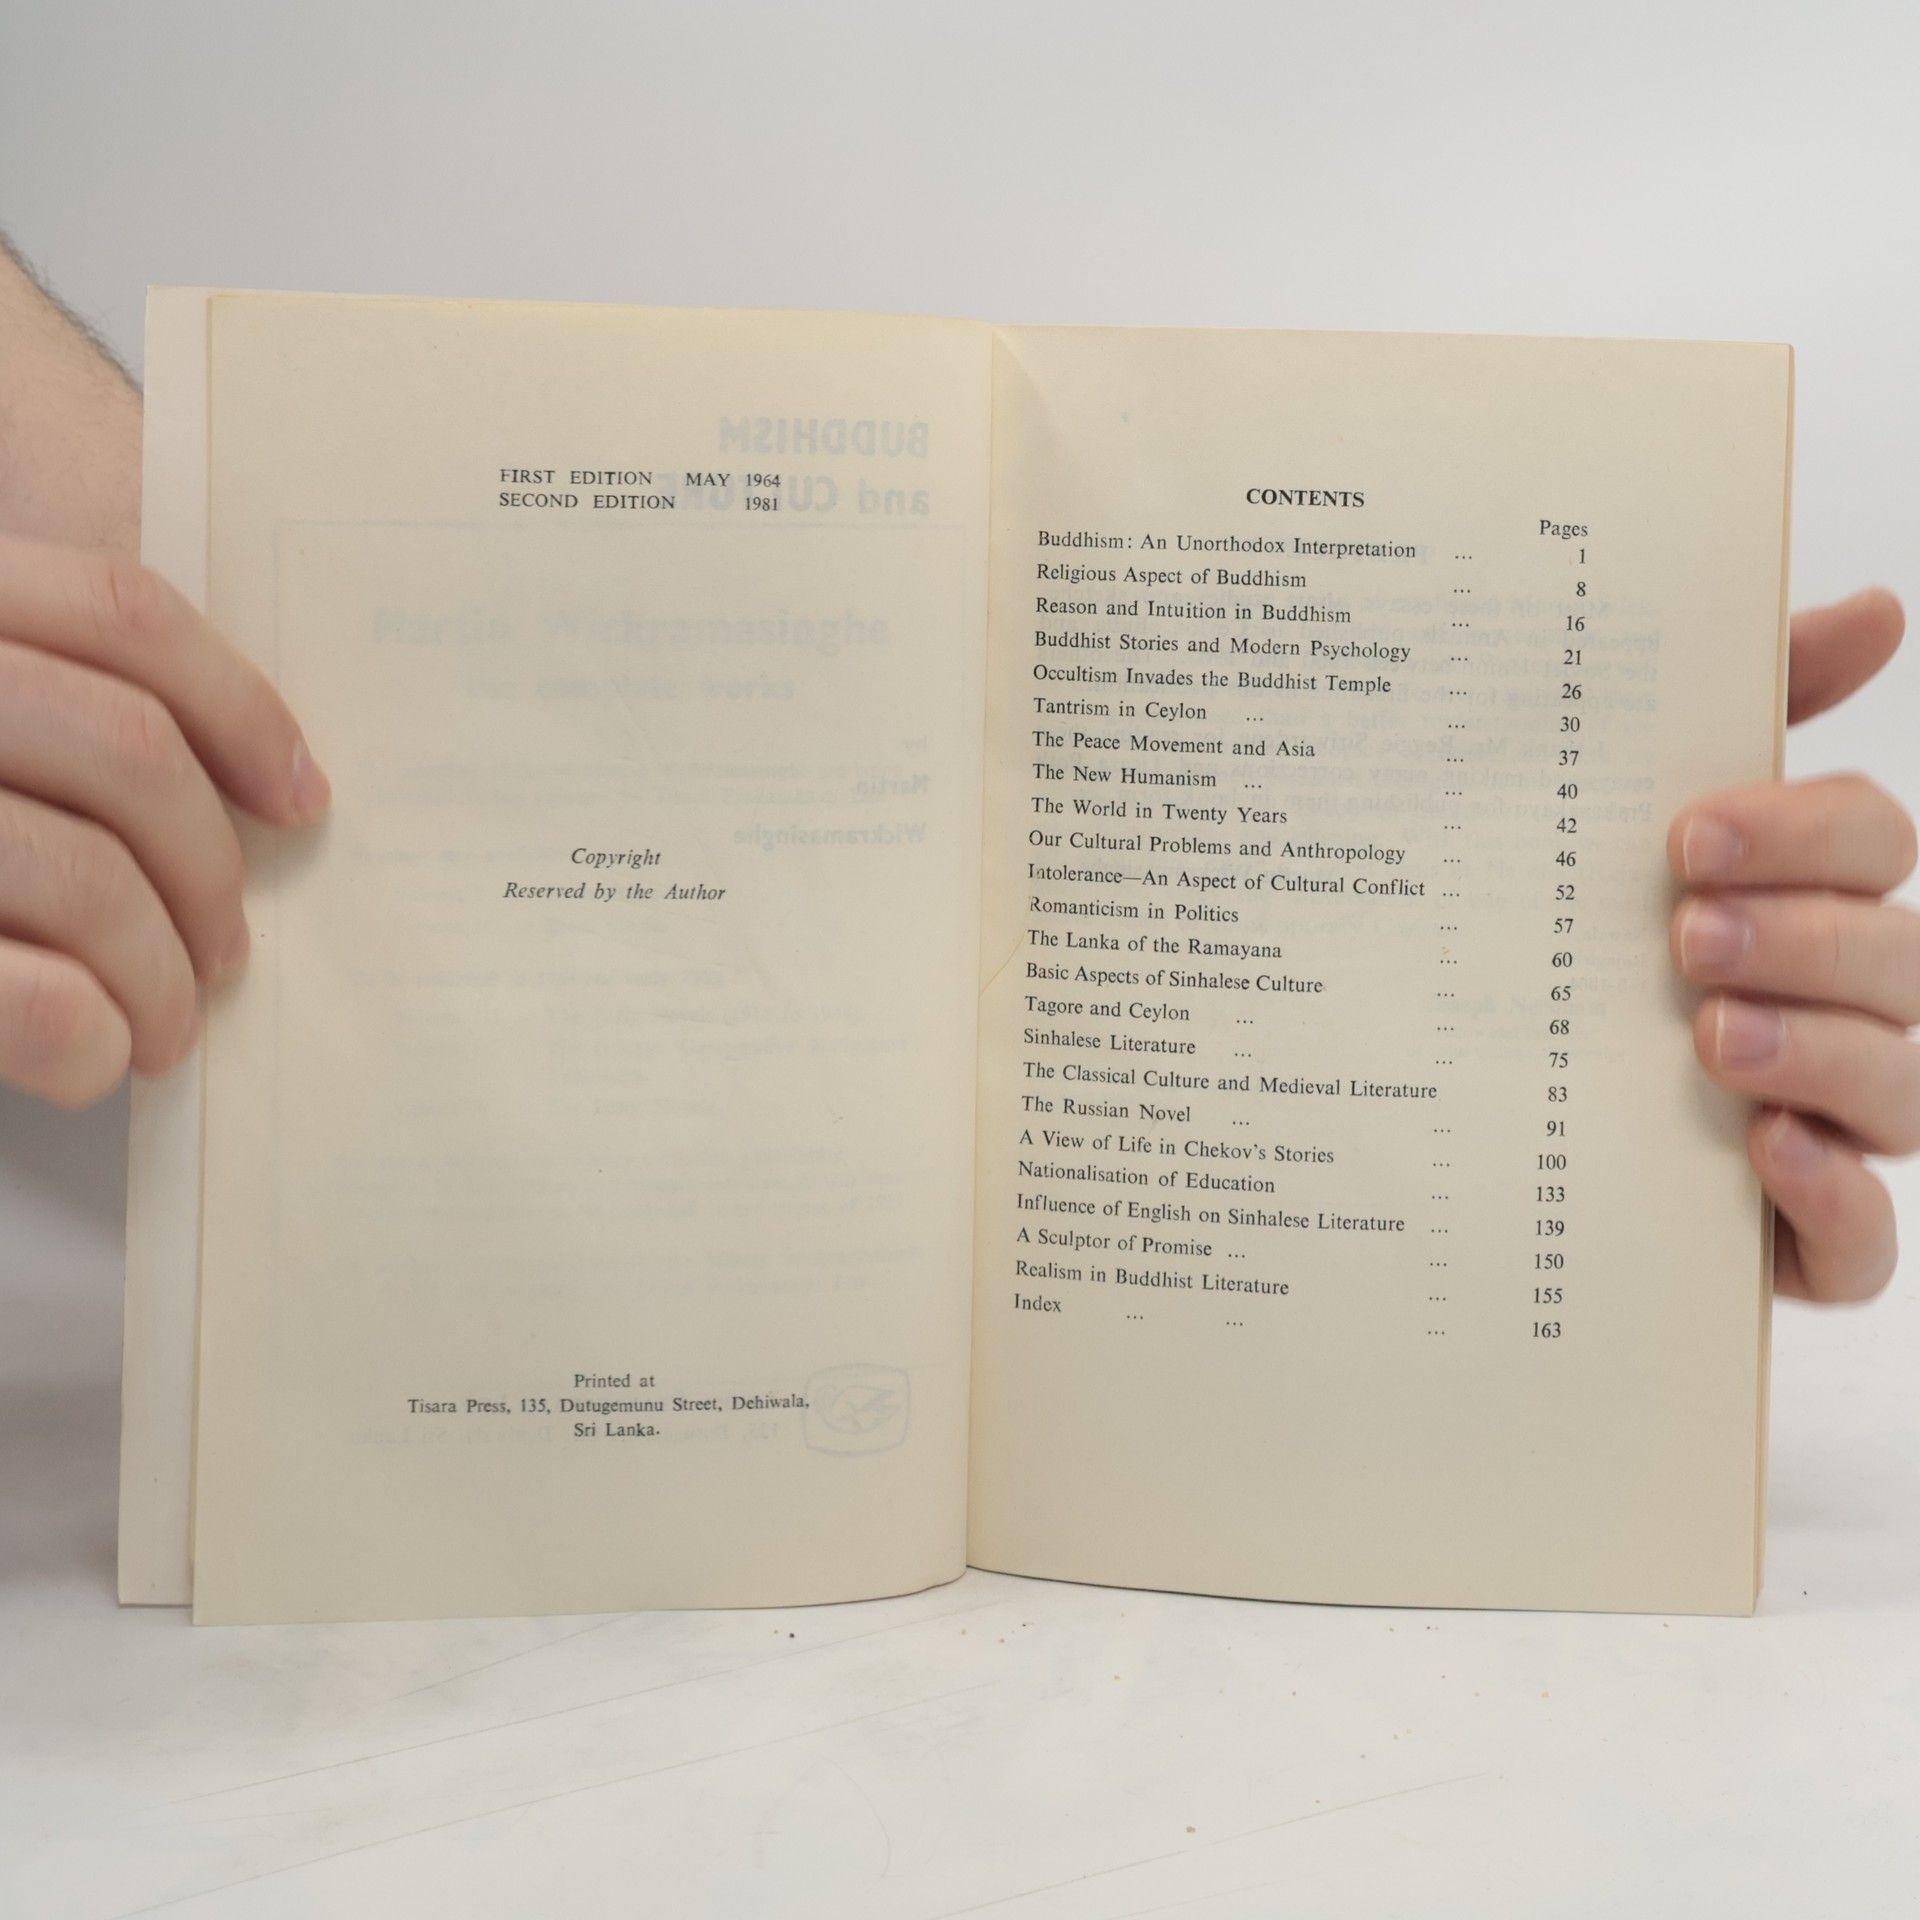 FIRST EDITION MAY 1964
SECOND EDITION 1981
Copyright
Reserved by the Author
Printed at
Tisara Press, 135, Dutugemunu Street, Dehiwala,
Sri Lanka.
BUDDHISM
and CULTURE
by
Martin
Wickramasinghe
CONTENTS
Pages
Buddhism: An Unorthodox Interpretation ... 1
Religious Aspect of Buddhism ... 8
Reason and Intuition in Buddhism ... 16
Buddhist Stories and Modern Psychology ... 21
Occultism Invades the Buddhist Temple ... 26
Tantrism in Ceylon ... ... 30
The Peace Movement and Asia ... 37
The New Humanism ... ... 40
The World in Twenty Years ... 42
Our Cultural Problems and Anthropology ... 46
Intolerance—An Aspect of Cultural Conflict ... 52
Romanticism in Politics ... 57
The Lanka of the Ramayana ... 60
Basic Aspects of Sinhalese Culture ... 65
Tagore and Ceylon ... ... 68
Sinhalese Literature ... ... 75
The Classical Culture and Medieval Literature 83
The Russian Novel ... ... 91
A View of Life in Chekov's Stories ... 100
Nationalisation of Education ... 133
Influence of English on Sinhalese Literature ... 139
A Sculptor of Promise ... ... 150
Realism in Buddhist Literature ... 155
Index ... ... ... 163